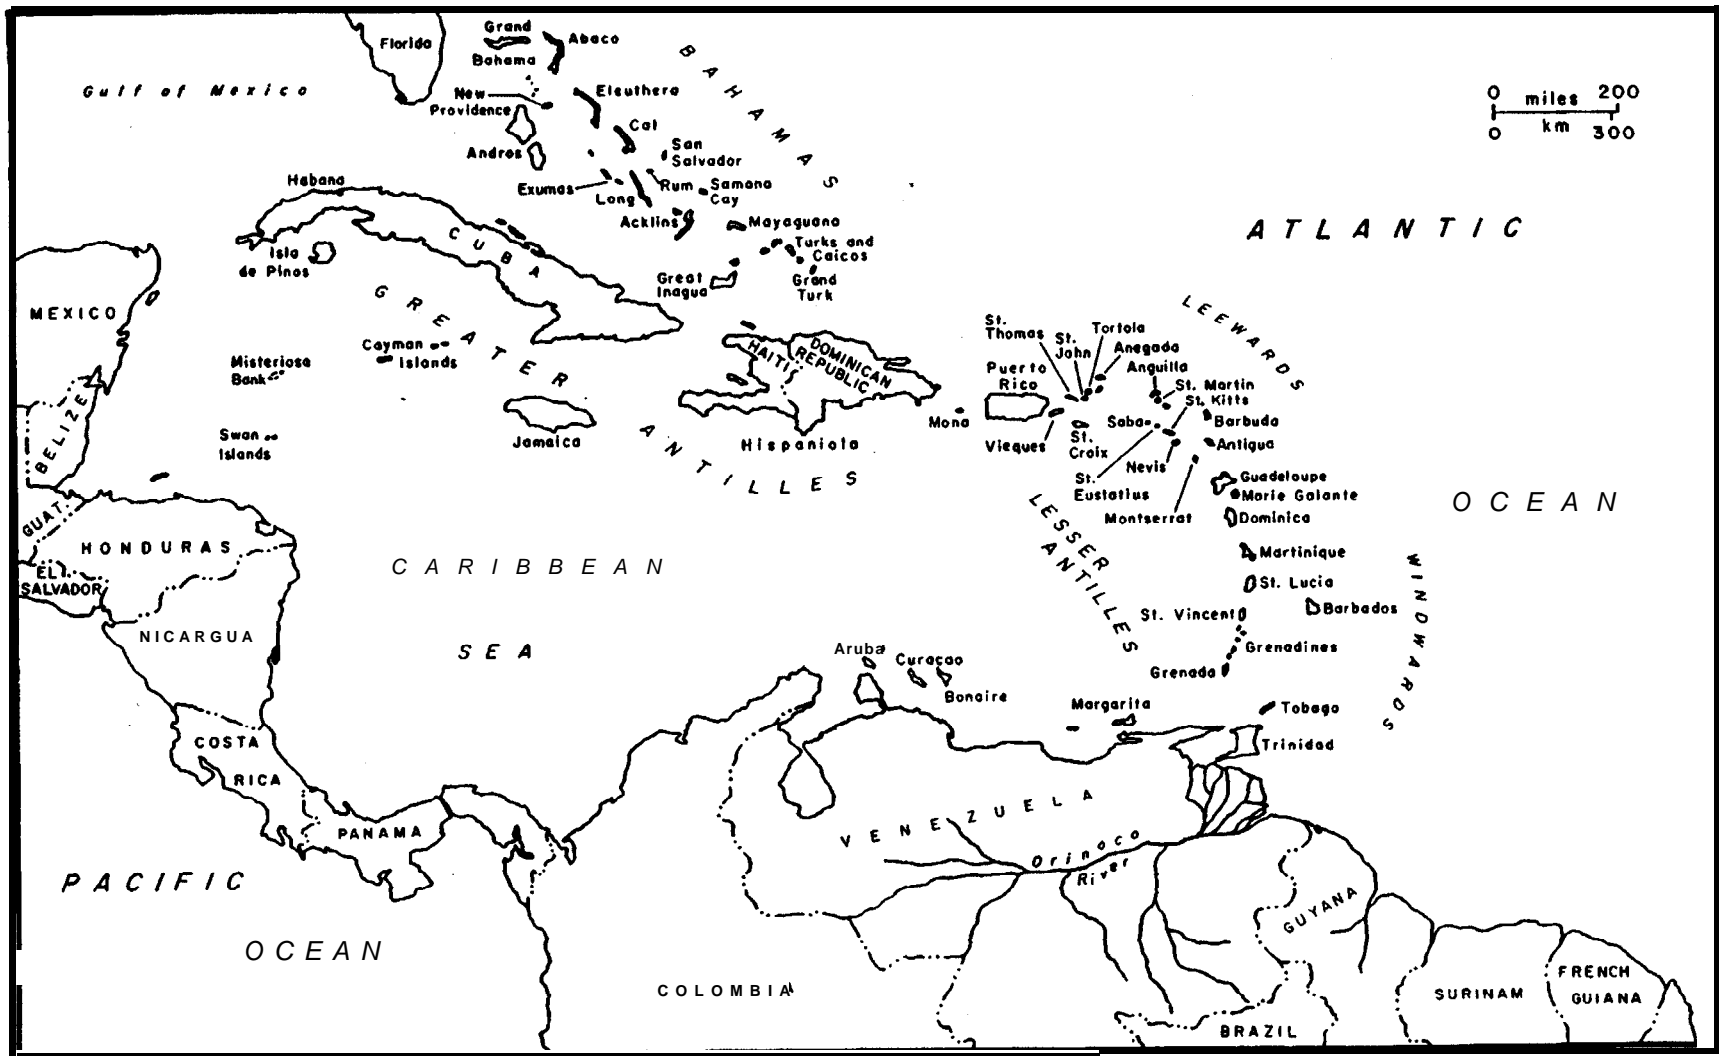 Florida
Grand
Bahama
Abaco
BAHAMAS
Gulf of Mexico
New
Providence
Eleuthera
0 miles 200
0 km 300
Cat
Andros
San
Salvador
Habana
Exumas
Long
Rum
Samana
Cay
Acklins
Mayaguana
Turks and
Caicos
Grand
Turk
Great
Inagua
ATLANTIC
OCEAN
CUBA
Isla
de Pinos
MEXICO
GREATER
ANTILLES
Cayman
Islands
Misteriosa
Bank
Swan
Islands
BELIZE
Jamaica
HAITI
DOMINICAN
REPUBLIC
Hispaniola
Mona
Puerto
Rico
Vieques
St.
Thomas
St.
John
Tortola
Anegada
Anguilla
St. Martin
St. Kitts
LEEWARDS
Saba
Barbuda
St.
Croix
Antigua
Nevis
St.
Eustatius
Montserrat
Guadeloupe
Marie Galante
Dominica
LESSER
ANTILLES
Martinique
St. Lucia
St. Vincent
Barbados
Grenadines
Grenada
WINDWARDS
GUAT.
HONDURAS
EL
SALVADOR
NICARGUA
CARIBBEAN
SEA
Aruba
Curaçao
Bonaire
Margarita
Tobago
Trinidad
COSTA
RICA
PANAMA
PACIFIC
OCEAN
VENEZUELA
Orinoco
River
COLOMBIA
GUYANA
BRAZIL
SURINAM
FRENCH
GUIANA